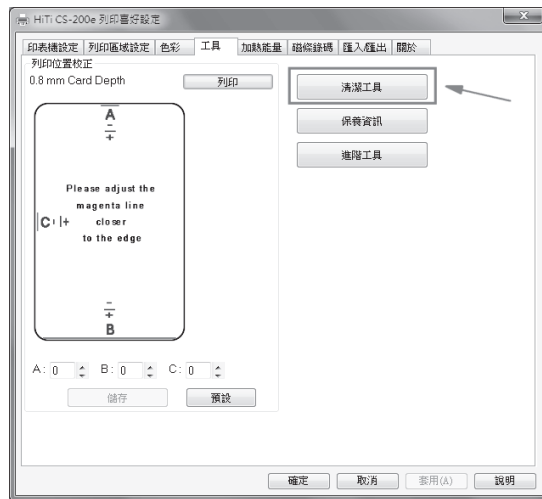 HiTi CS-200e 列印喜好設定
印表機設定 列印區域設定 色彩 工具 加熱能量 磁條錄碼 匯入/匯出 關於
列印位置校正
0.8 mm Card Depth 列印
A
-
+
Please adjust the
magenta line
C - + closer
to the edge
-
+
B
A: 0 B: 0 C: 0
儲存 預設
清潔工具
保養資訊
進階工具
確定 取消 套用(A) 說明